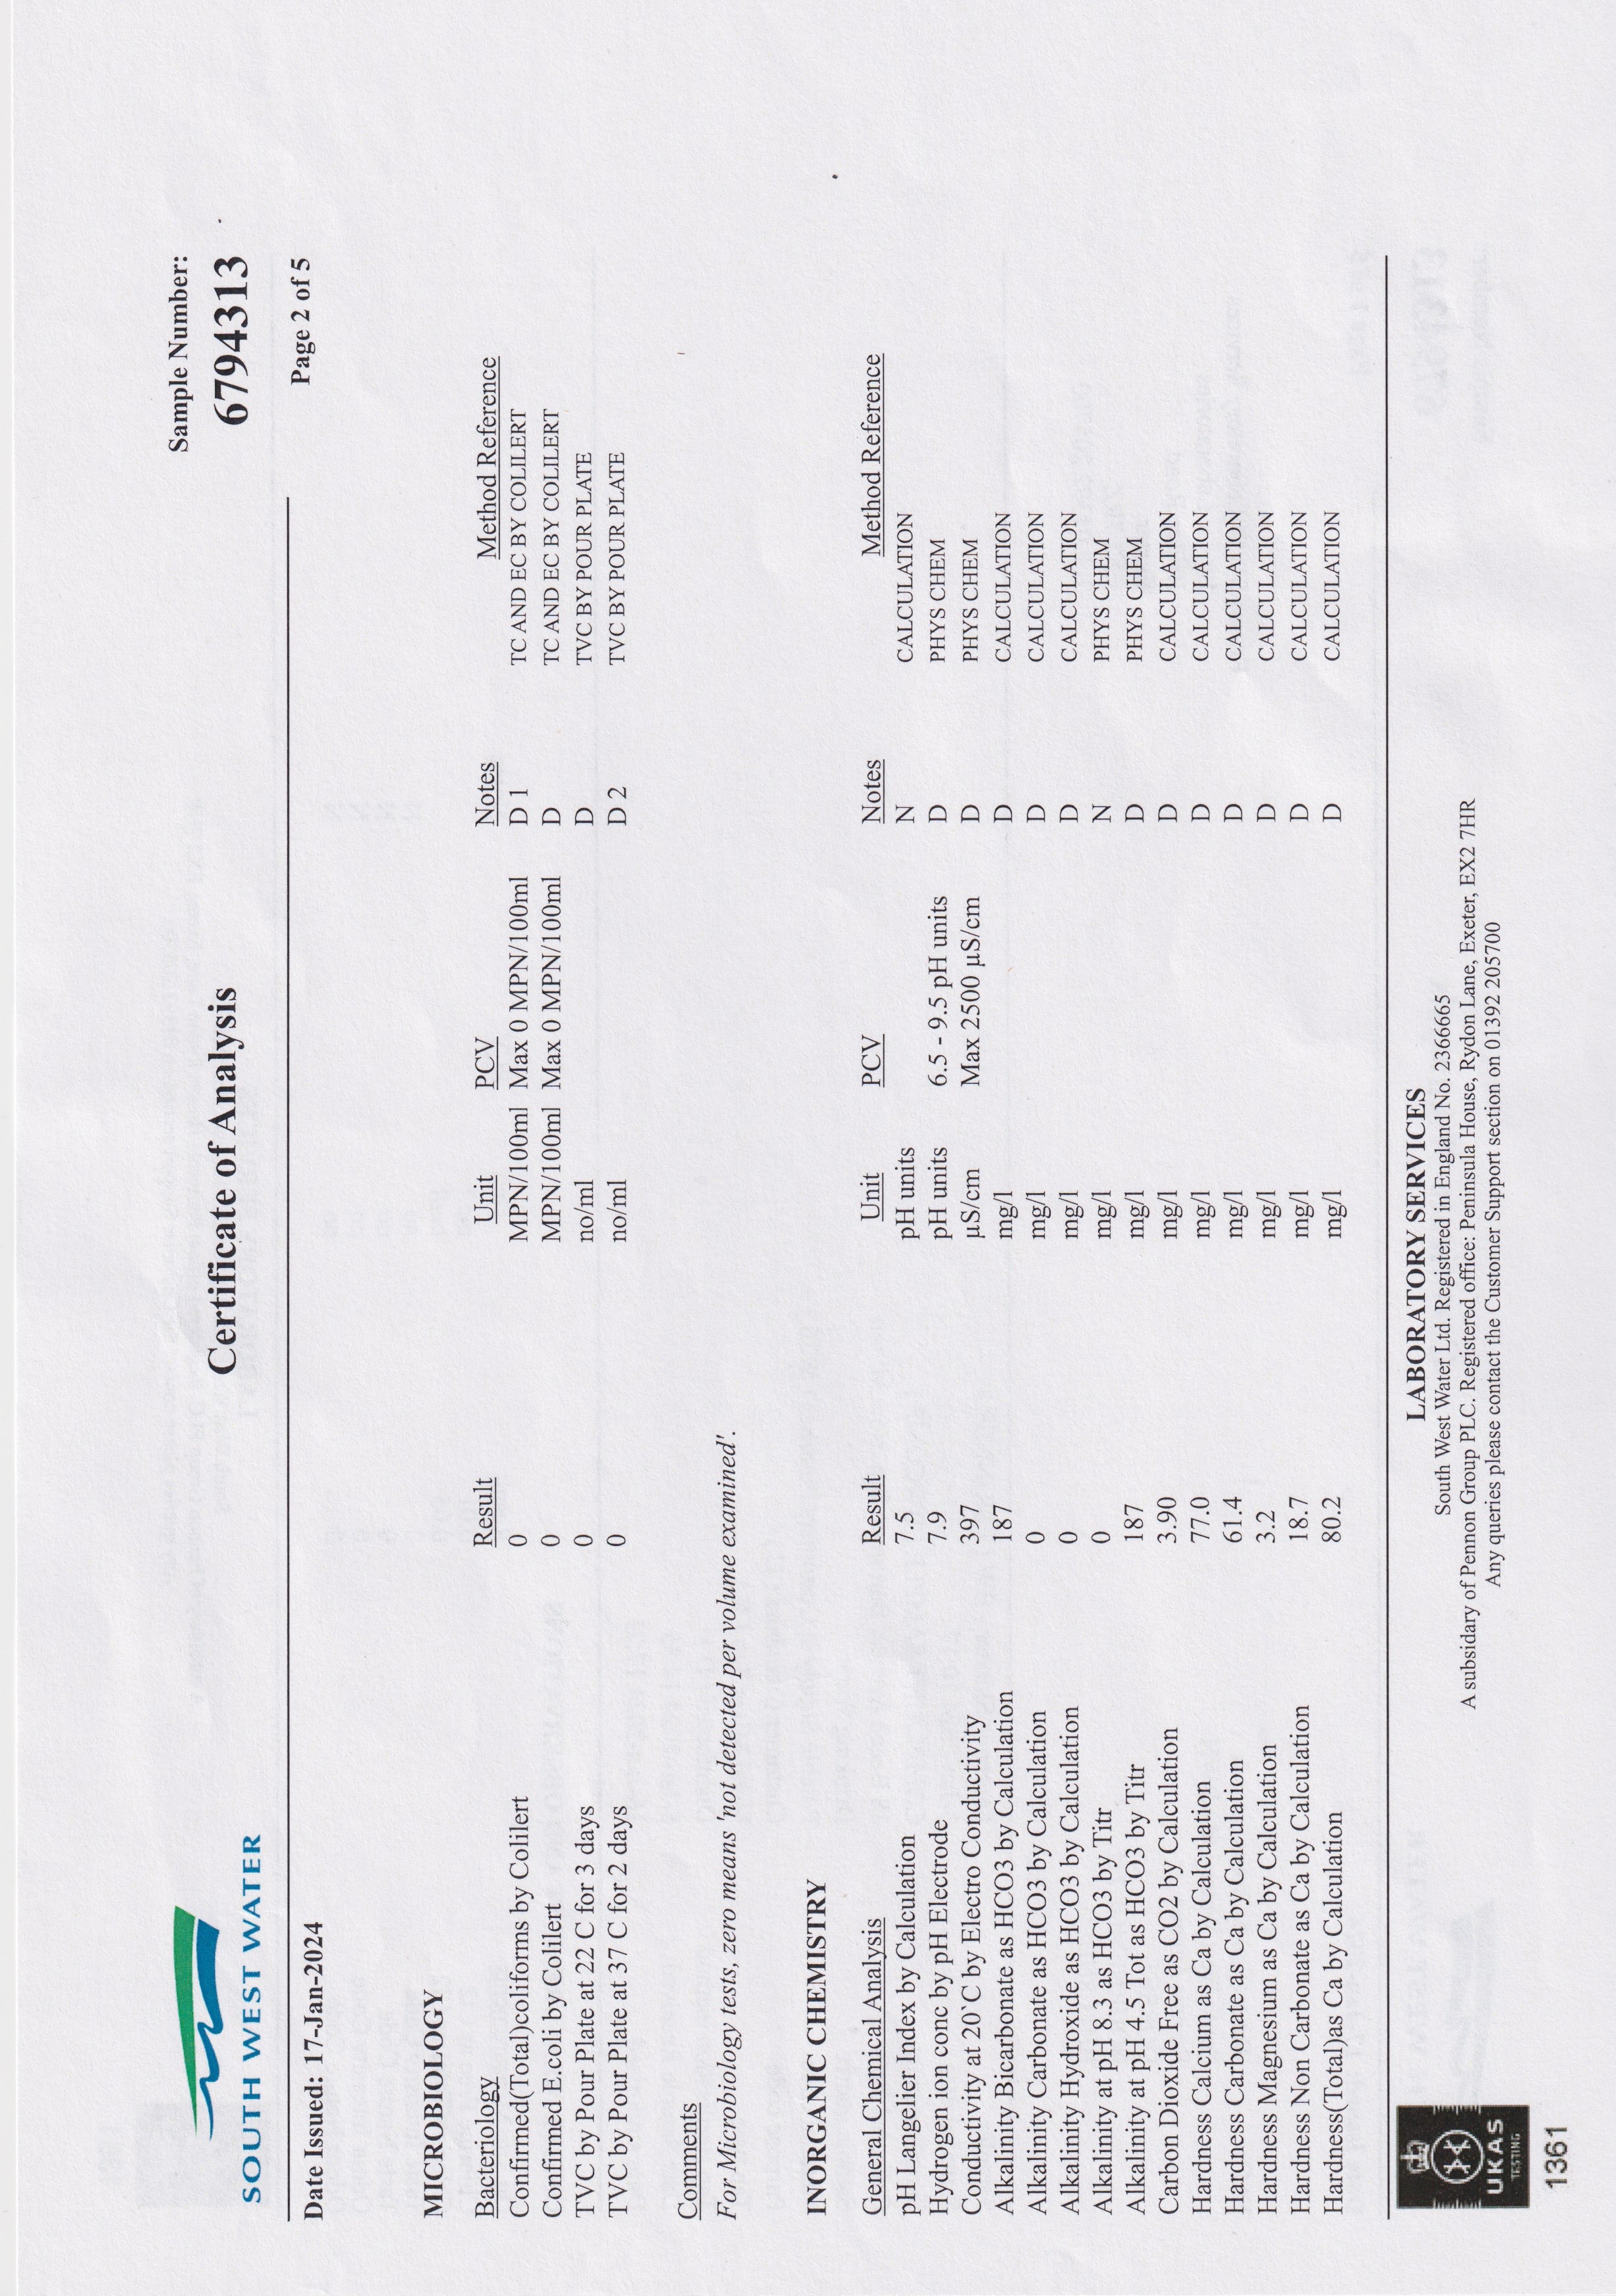 SOUTH WEST WATER
Certificate of Analysis
Sample Number:
6794313
Page 2 of 5
Date Issued: 17-Jan-2024
MICROBIOLOGY
Bacteriology Result Unit PCV Notes Method Reference
Confirmed(Total)coliforms by Colilert 0 MPN/100ml Max 0 MPN/100ml D 1 TC AND EC BY COLILERT
Confirmed E.coli by Colilert 0 MPN/100ml Max 0 MPN/100ml D TC AND EC BY COLILERT
TVC by Pour Plate at 22 C for 3 days 0 no/ml D TVC BY POUR PLATE
TVC by Pour Plate at 37 C for 2 days 0 no/ml D 2 TVC BY POUR PLATE
Comments
For Microbiology tests, zero means 'not detected per volume examined'.
INORGANIC CHEMISTRY
General Chemical Analysis Result Unit PCV Notes Method Reference
pH Langelier Index by Calculation 7.5 pH units N CALCULATION
Hydrogen ion conc by pH Electrode 7.9 pH units 6.5 - 9.5 pH units D PHYS CHEM
Conductivity at 20`C by Electro Conductivity 397 µS/cm Max 2500 µS/cm D PHYS CHEM
Alkalinity Bicarbonate as HCO3 by Calculation 187 mg/l D CALCULATION
Alkalinity Carbonate as HCO3 by Calculation 0 mg/l D CALCULATION
Alkalinity Hydroxide as HCO3 by Calculation 0 mg/l D CALCULATION
Alkalinity at pH 8.3 as HCO3 by Titr 0 mg/l N PHYS CHEM
Alkalinity at pH 4.5 Tot as HCO3 by Titr 187 mg/l D PHYS CHEM
Carbon Dioxide Free as CO2 by Calculation 3.90 mg/l D CALCULATION
Hardness Calcium as Ca by Calculation 77.0 mg/l D CALCULATION
Hardness Carbonate as Ca by Calculation 61.4 mg/l D CALCULATION
Hardness Magnesium as Ca by Calculation 3.2 mg/l D CALCULATION
Hardness Non Carbonate as Ca by Calculation 18.7 mg/l D CALCULATION
Hardness(Total)as Ca by Calculation 80.2 mg/l D CALCULATION
LABORATORY SERVICES
South West Water Ltd. Registered in England No. 2366665
A subsidary of Pennon Group PLC. Registered office: Peninsula House, Rydon Lane, Exeter, EX2 7HR
Any queries please contact the Customer Support section on 01392 205700
UKAS
TESTING
1361